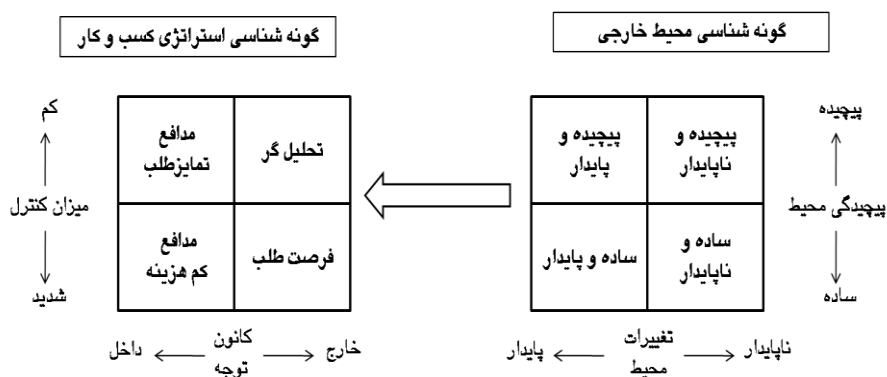 گونه شناسی محیط خارجی
گونه شناسی استراتژی کسب و کار
پیچیده
پیچیدگی محیط
ساده
پیچیده و
ناپایدار
پیچیده و
پایدار
ساده و
ناپایدار
ساده و پایدار
ناپایدار
تغییرات
محیط
پایدار
تحلیل گر
مدافع
تمایزطلب
فرصت طلب
مدافع
کم هزینه
کم
میزان کنترل
شدید
خارج
کانون
توجه
داخل